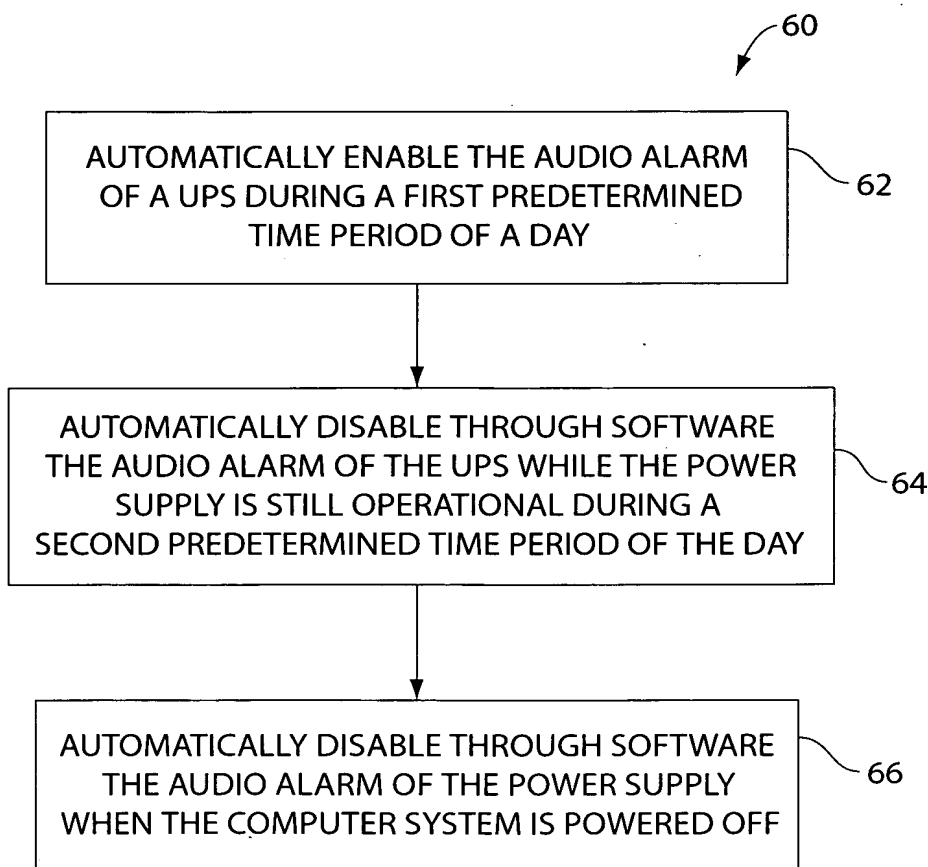 60
AUTOMATICALLY ENABLE THE AUDIO ALARM
OF A UPS DURING A FIRST PREDETERMINED
TIME PERIOD OF A DAY
62
AUTOMATICALLY DISABLE THROUGH SOFTWARE
THE AUDIO ALARM OF THE UPS WHILE THE POWER
SUPPLY IS STILL OPERATIONAL DURING A
SECOND PREDETERMINED TIME PERIOD OF THE DAY
64
AUTOMATICALLY DISABLE THROUGH SOFTWARE
THE AUDIO ALARM OF THE POWER SUPPLY
WHEN THE COMPUTER SYSTEM IS POWERED OFF
66